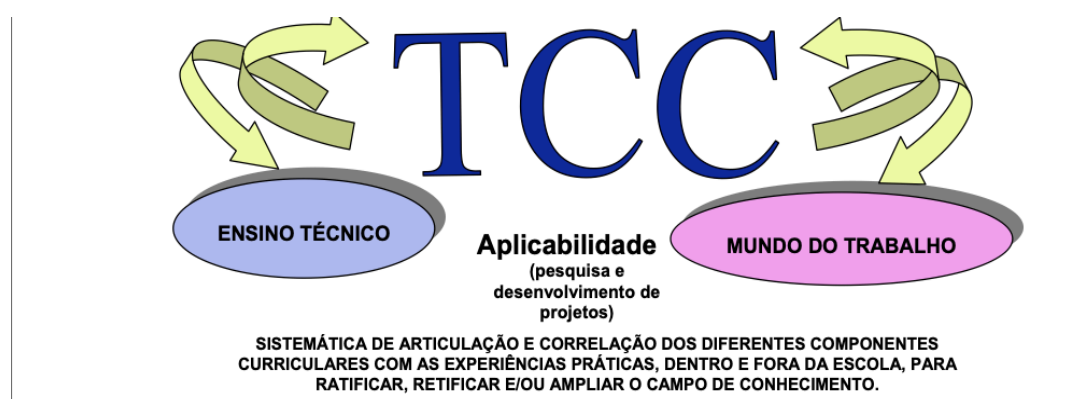 TCC
ENSINO TÉCNICO
MUNDO DO TRABALHO
Aplicabilidade
(pesquisa e
desenvolvimento de
projetos)
SISTEMÁTICA DE ARTICULAÇÃO E CORRELAÇÃO DOS DIFERENTES COMPONENTES
CURRICULARES COM AS EXPERIÊNCIAS PRÁTICAS, DENTRO E FORA DA ESCOLA, PARA
RATIFICAR, RETIFICAR E/OU AMPLIAR O CAMPO DE CONHECIMENTO.